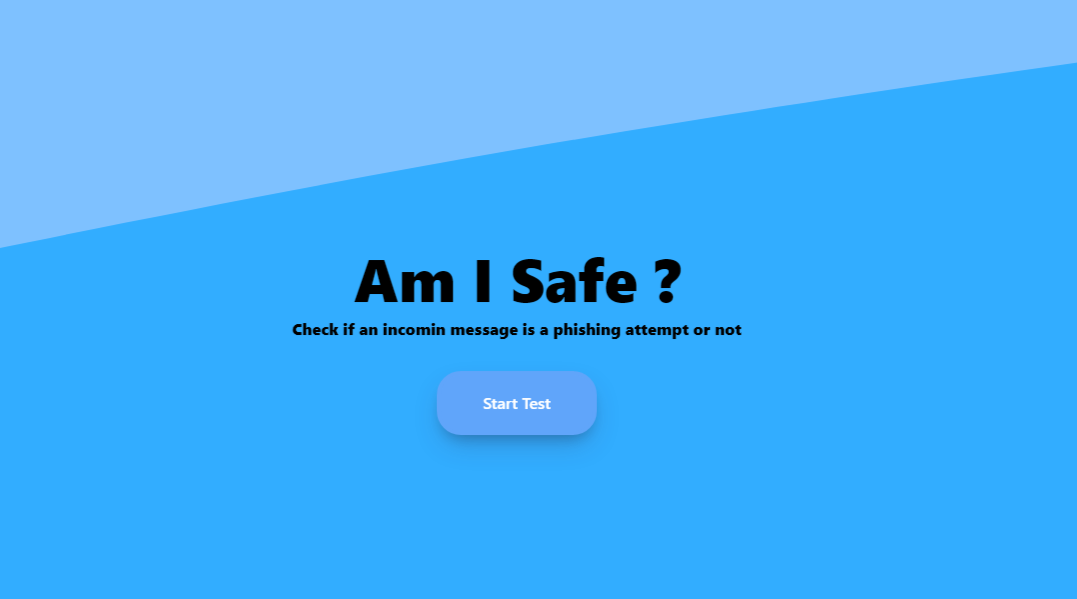 Am I Safe ?
Check if an incomin message is a phishing attempt or not
Start Test